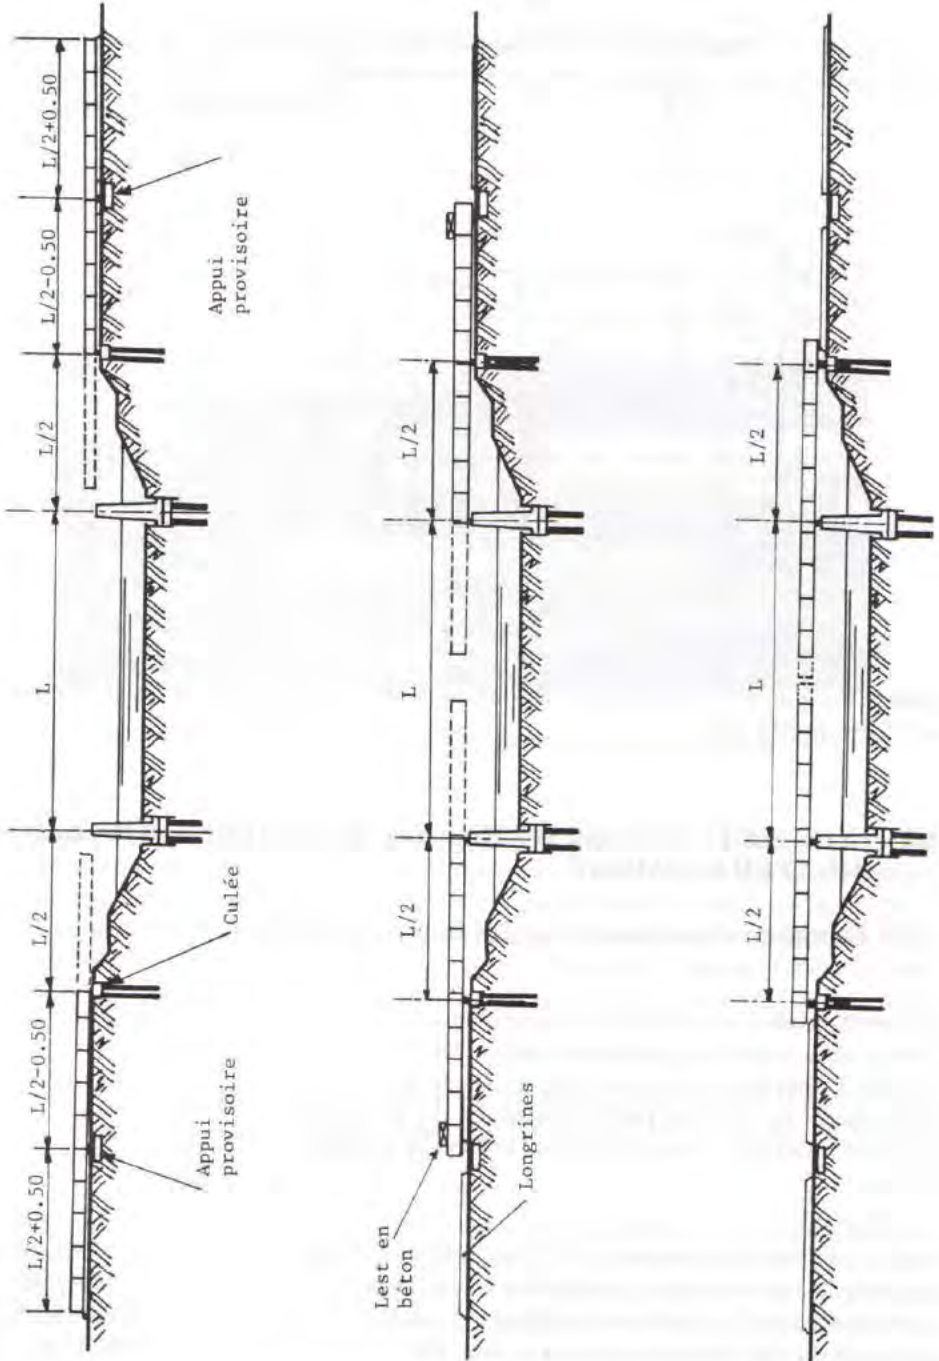 L/2+0.50
L/2-0.50
L/2
L
L/2
L/2-0.50
L/2+0.50
Appui
provisoire
Culée
Appui
provisoire
L/2
L
L/2
Lest en
béton
Longrines
L/2
L
L/2